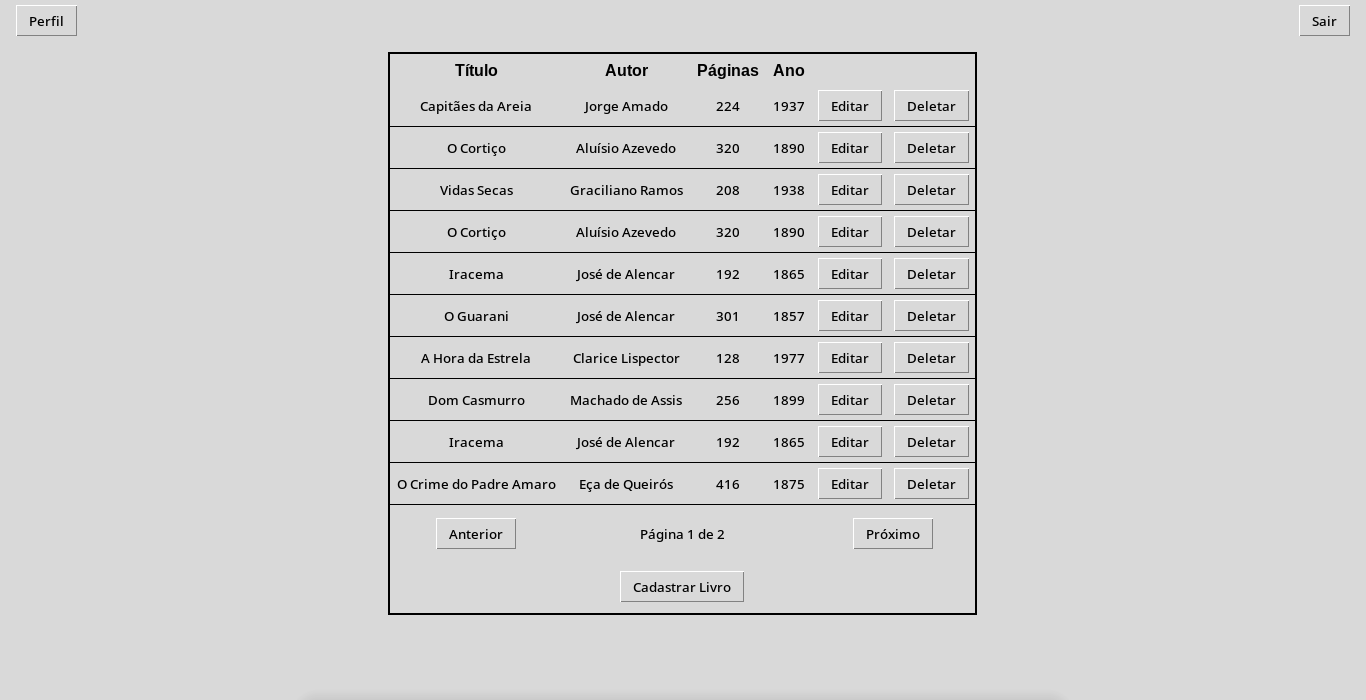 Perfil Sair
Título Autor Páginas Ano
Capitães da Areia Jorge Amado 224 1937 Editar Deletar
O Cortiço Aluísio Azevedo 320 1890 Editar Deletar
Vidas Secas Graciliano Ramos 208 1938 Editar Deletar
O Cortiço Aluísio Azevedo 320 1890 Editar Deletar
Iracema José de Alencar 192 1865 Editar Deletar
O Guarani José de Alencar 301 1857 Editar Deletar
A Hora da Estrela Clarice Lispector 128 1977 Editar Deletar
Dom Casmurro Machado de Assis 256 1899 Editar Deletar
Iracema José de Alencar 192 1865 Editar Deletar
O Crime do Padre Amaro Eça de Queirós 416 1875 Editar Deletar
Anterior Página 1 de 2 Próximo
Cadastrar Livro